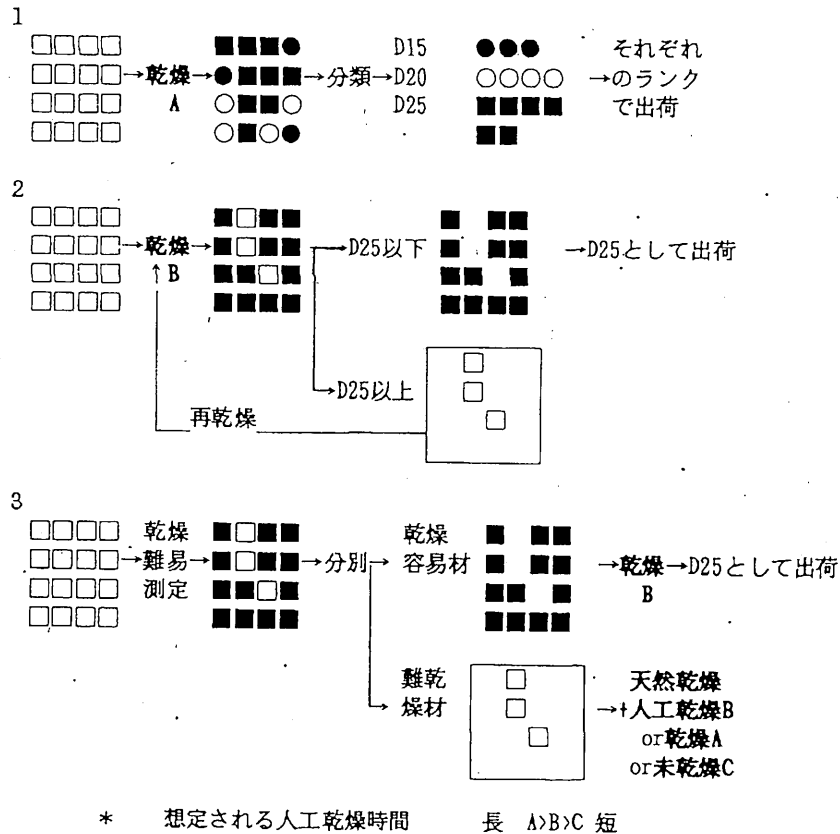 1
→乾燥→
A
→分類→
D15
D20
D25
それぞれ
→のランク
で出荷
2
→乾燥→
B
→D25以下
→D25として出荷
→D25以上
再乾燥
3
乾燥
→難易→
測定
→分別→
乾燥
容易材
→乾燥→D25として出荷
B
難乾
→燥材
天然乾燥
→+人工乾燥B
or乾燥A
or未乾燥C
* 想定される人工乾燥時間 長 A>B>C 短